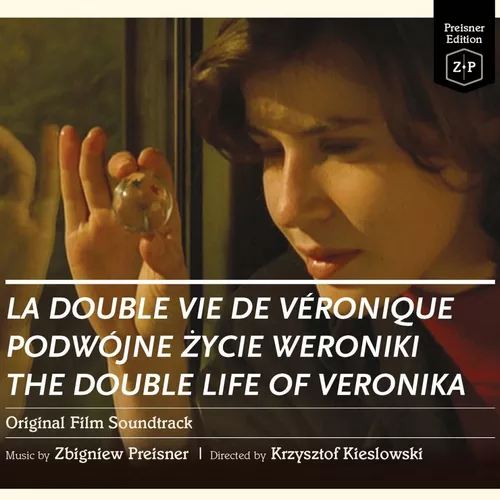 Preisner
Edition
Z·P
LA DOUBLE VIE DE VÉRONIQUE
PODWÓJNE ŻYCIE WERONIKI
THE DOUBLE LIFE OF VERONIKA
Original Film Soundtrack
Music by Zbigniew Preisner | Directed by Krzysztof Kieslowski